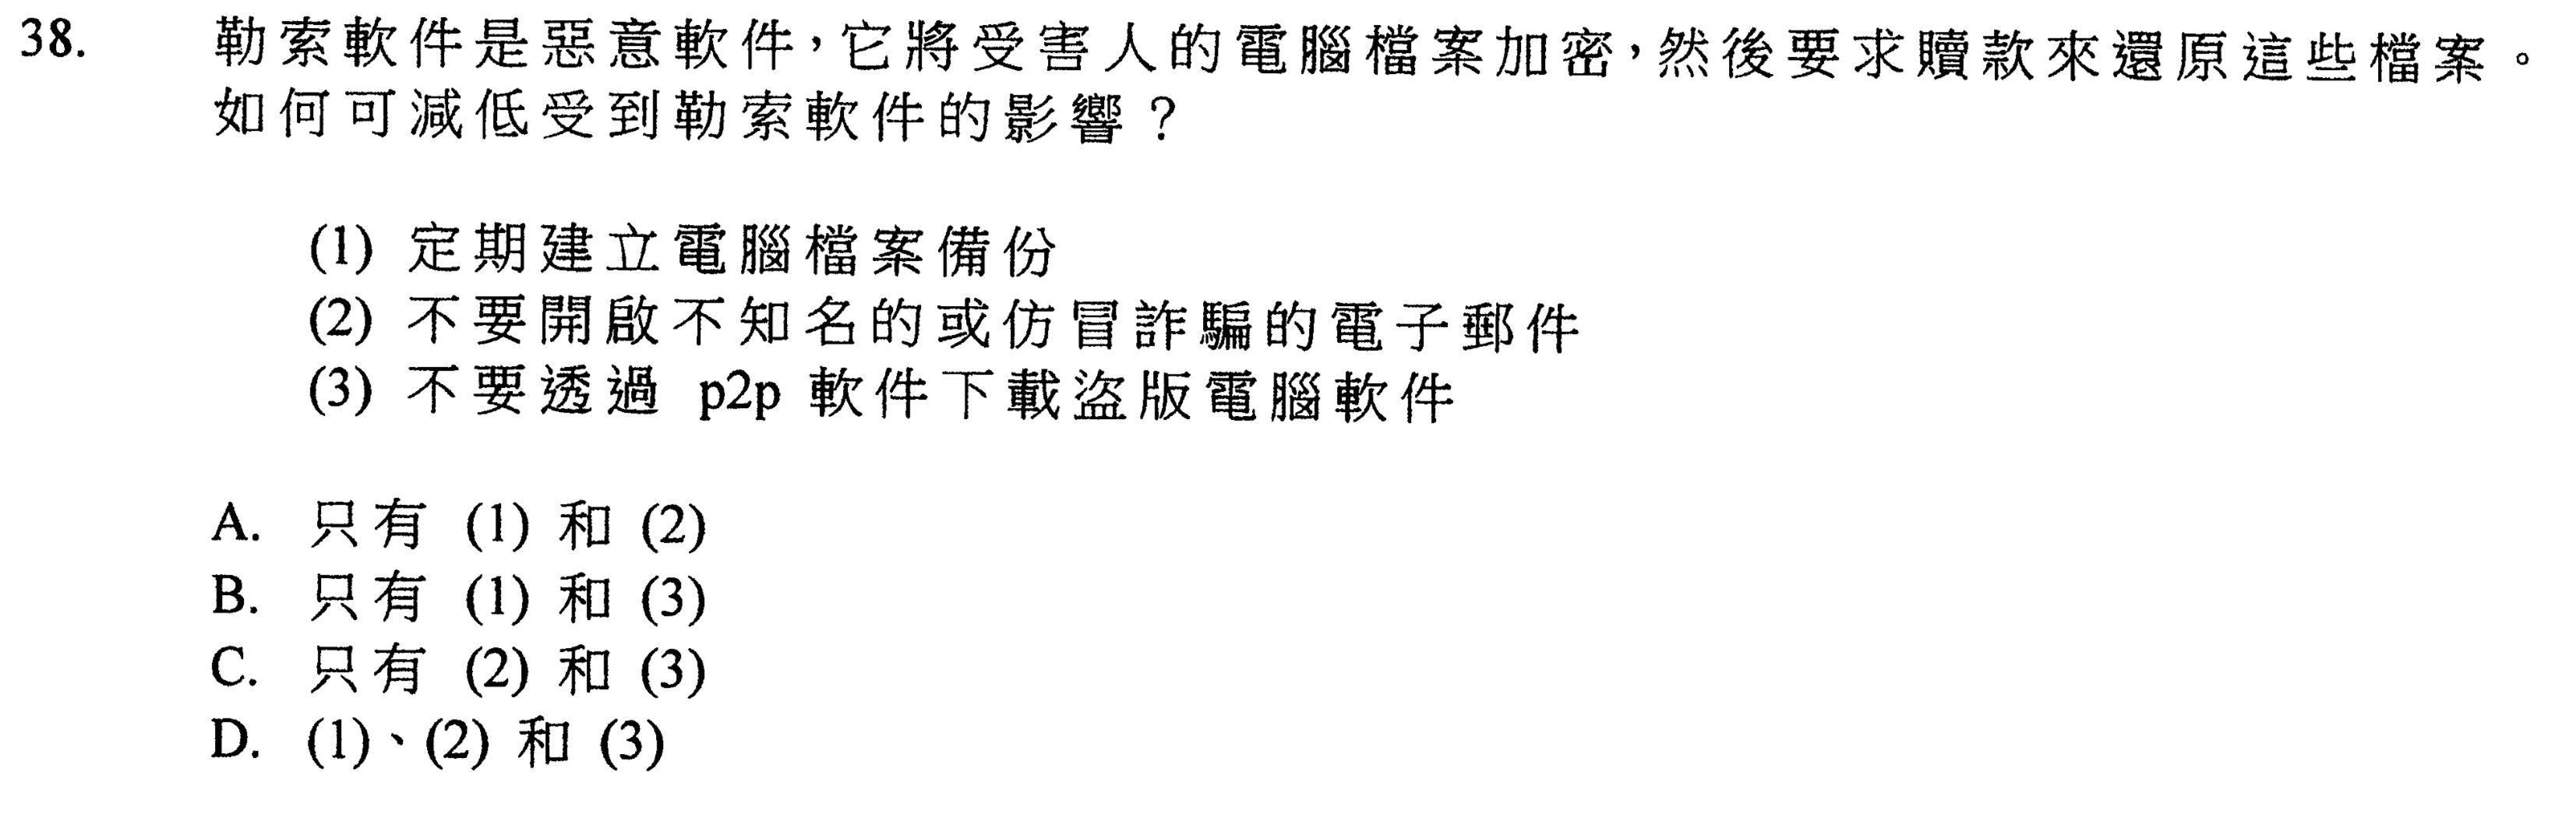 38. 勒索軟件是惡意軟件，它將受害人的電腦檔案加密，然後要求贖款來還原這些檔案。
如何可減低受到勒索軟件的影響？
(1) 定期建立電腦檔案備份
(2) 不要開啟不知名的或仿冒詐騙的電子郵件
(3) 不要透過 p2p 軟件下載盜版電腦軟件
A. 只有 (1) 和 (2)
B. 只有 (1) 和 (3)
C. 只有 (2) 和 (3)
D. (1)、(2) 和 (3)